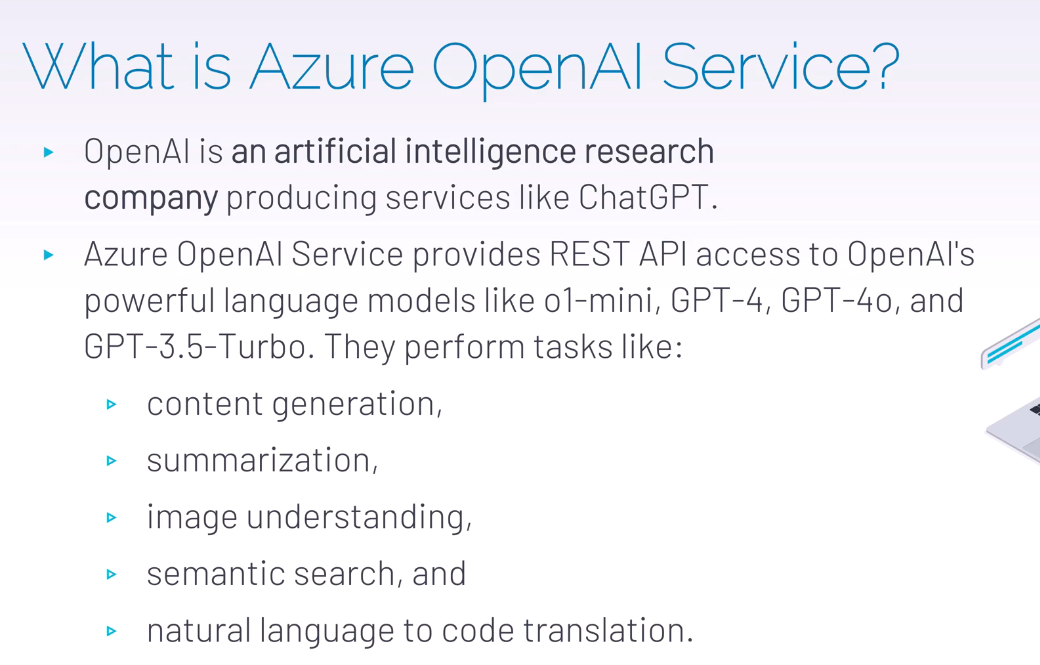 What is Azure OpenAI Service?
OpenAI is an artificial intelligence research
company producing services like ChatGPT.
Azure OpenAI Service provides REST API access to OpenAI's
powerful language models like o1-mini, GPT-4, GPT-4o, and
GPT-3.5-Turbo. They perform tasks like:
content generation,
summarization,
image understanding,
semantic search, and
natural language to code translation.